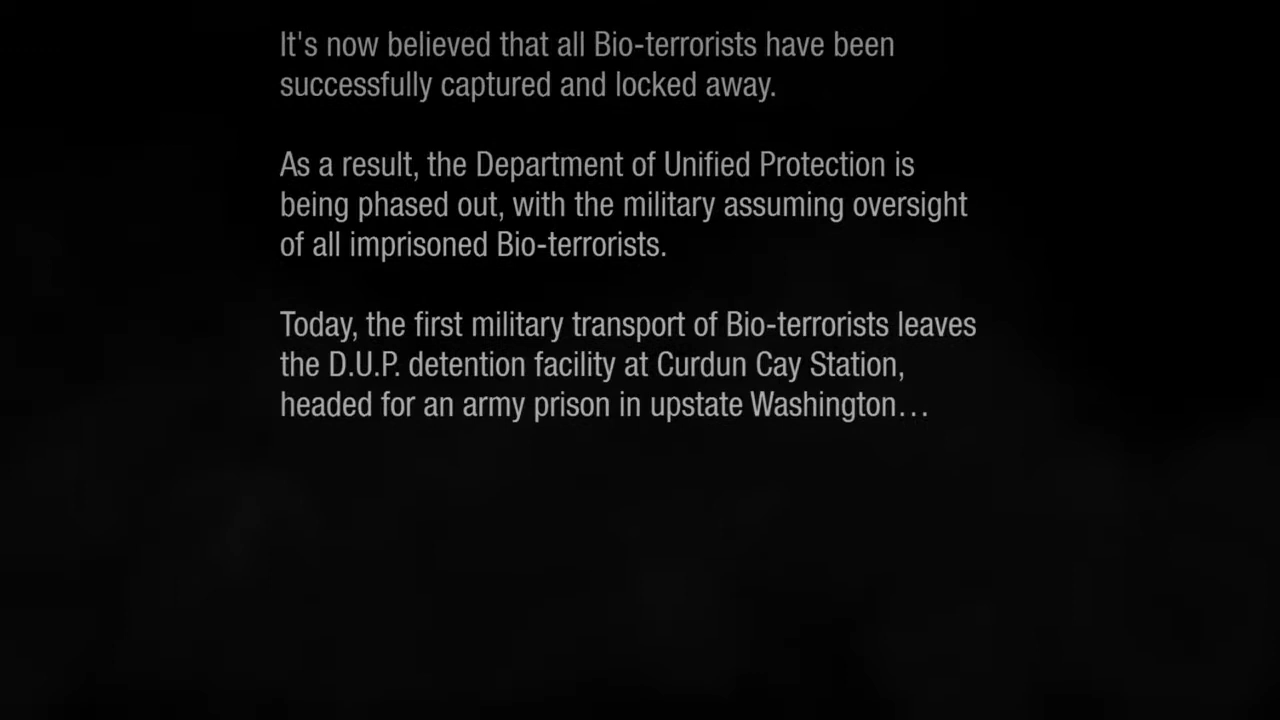 It's now believed that all Bio-terrorists have been
successfully captured and locked away.
As a result, the Department of Unified Protection is
being phased out, with the military assuming oversight
of all imprisoned Bio-terrorists.
Today, the first military transport of Bio-terrorists leaves
the D.U.P. detention facility at Curdun Cay Station,
headed for an army prison in upstate Washington…